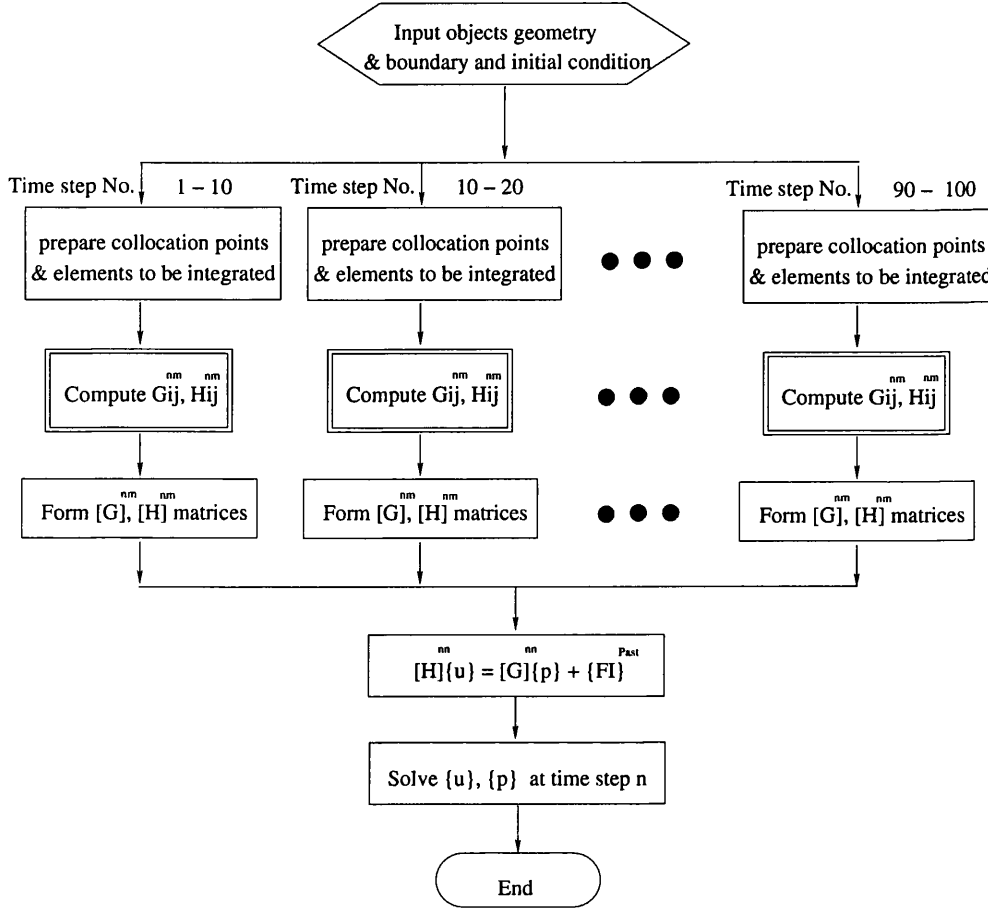 Input objects geometry
& boundary and initial condition
Time step No. 1 – 10
Time step No. 10 – 20
Time step No. 90 – 100
prepare collocation points
& elements to be integrated
prepare collocation points
& elements to be integrated
prepare collocation points
& elements to be integrated
Compute Gij^nm, Hij^nm
Compute Gij^nm, Hij^nm
Compute Gij^nm, Hij^nm
Form [G]^nm, [H]^nm matrices
Form [G]^nm, [H]^nm matrices
Form [G]^nm, [H]^nm matrices
[H]^nn{u} = [G]^nn{p} + {FI}^Past
Solve {u}, {p} at time step n
End